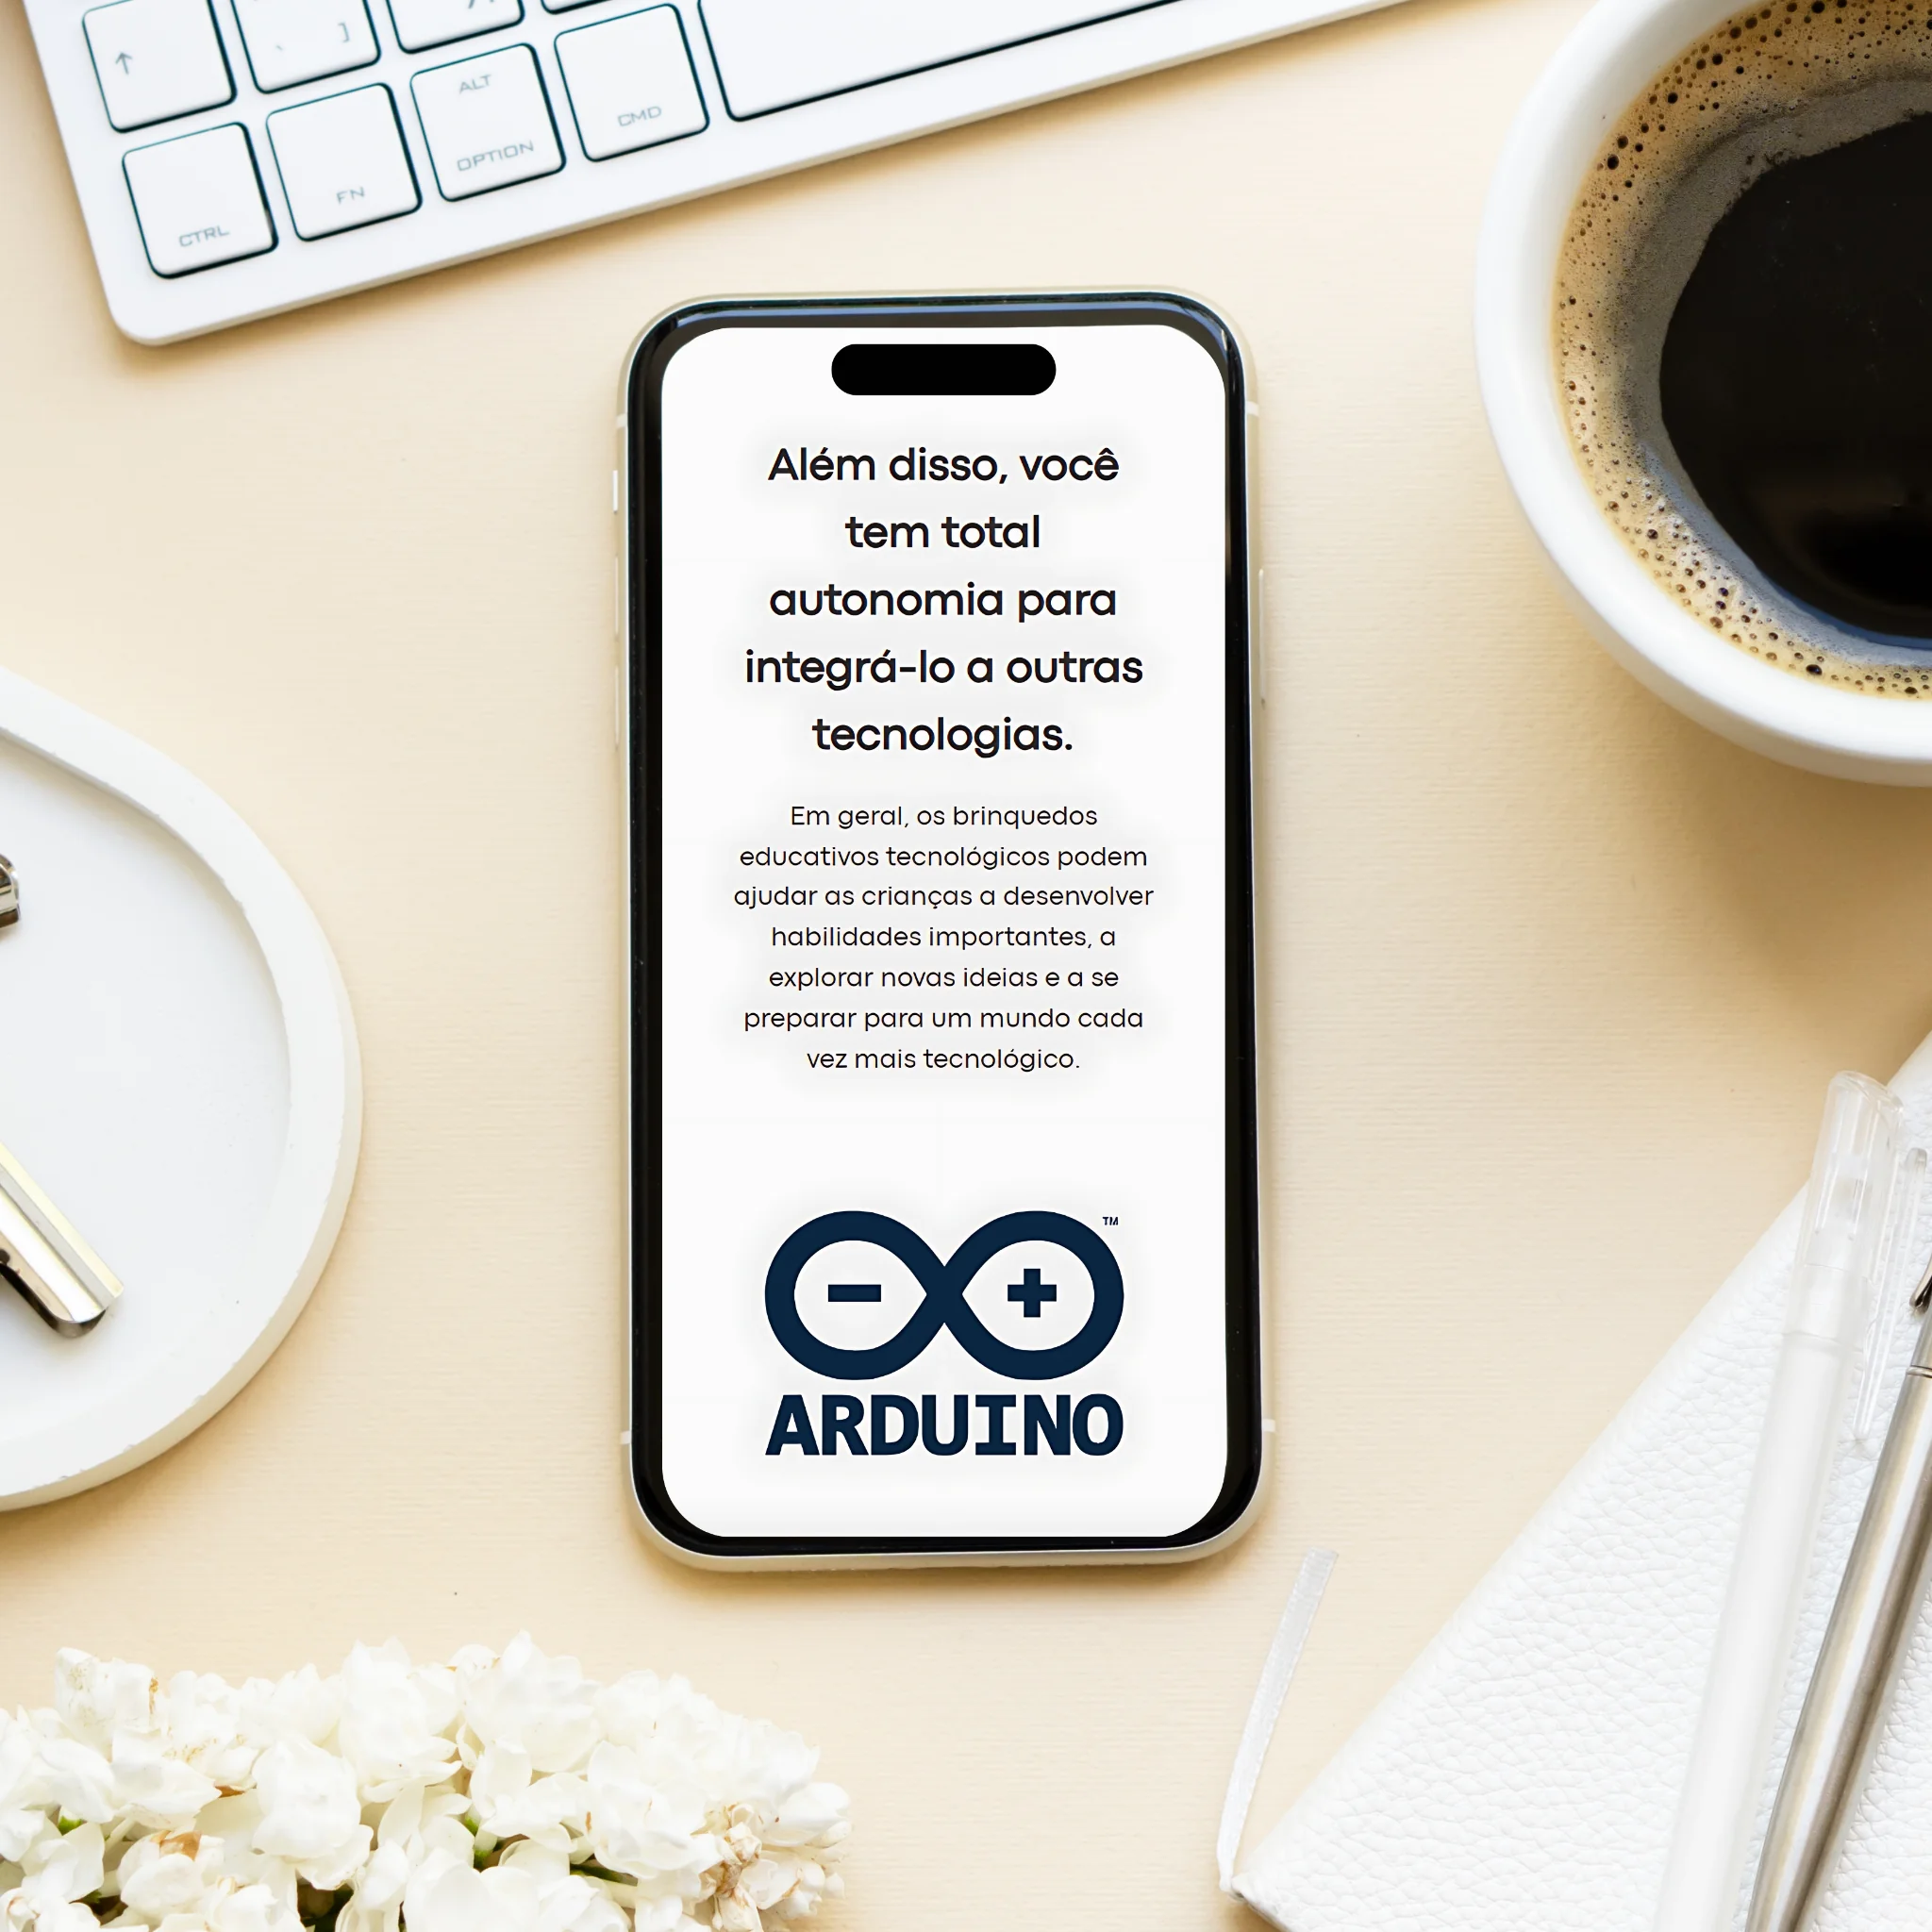 ALT
CMD
OPTION
FN
CTRL
Além disso, você
tem total
autonomia para
integrá-lo a outras
tecnologias.
Em geral, os brinquedos
educativos tecnológicos podem
ajudar as crianças a desenvolver
habilidades importantes, a
explorar novas ideias e a se
preparar para um mundo cada
vez mais tecnológico.
TM
ARDUINO